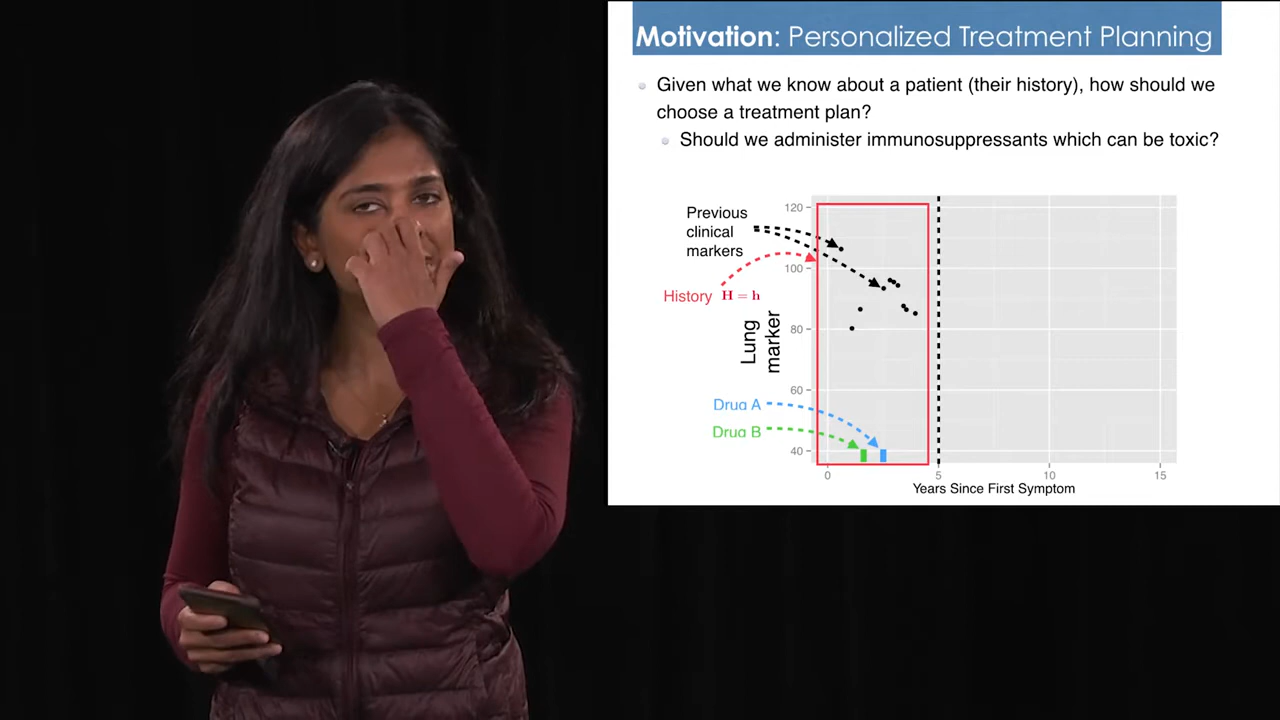 Motivation: Personalized Treatment Planning
Given what we know about a patient (their history), how should we
choose a treatment plan?
Should we administer immunosuppressants which can be toxic?
Previous
clinical
markers
History H = h
Lung
marker
Drug A
Drug B
120
100
80
60
40
0 5 10 15
Years Since First Symptom